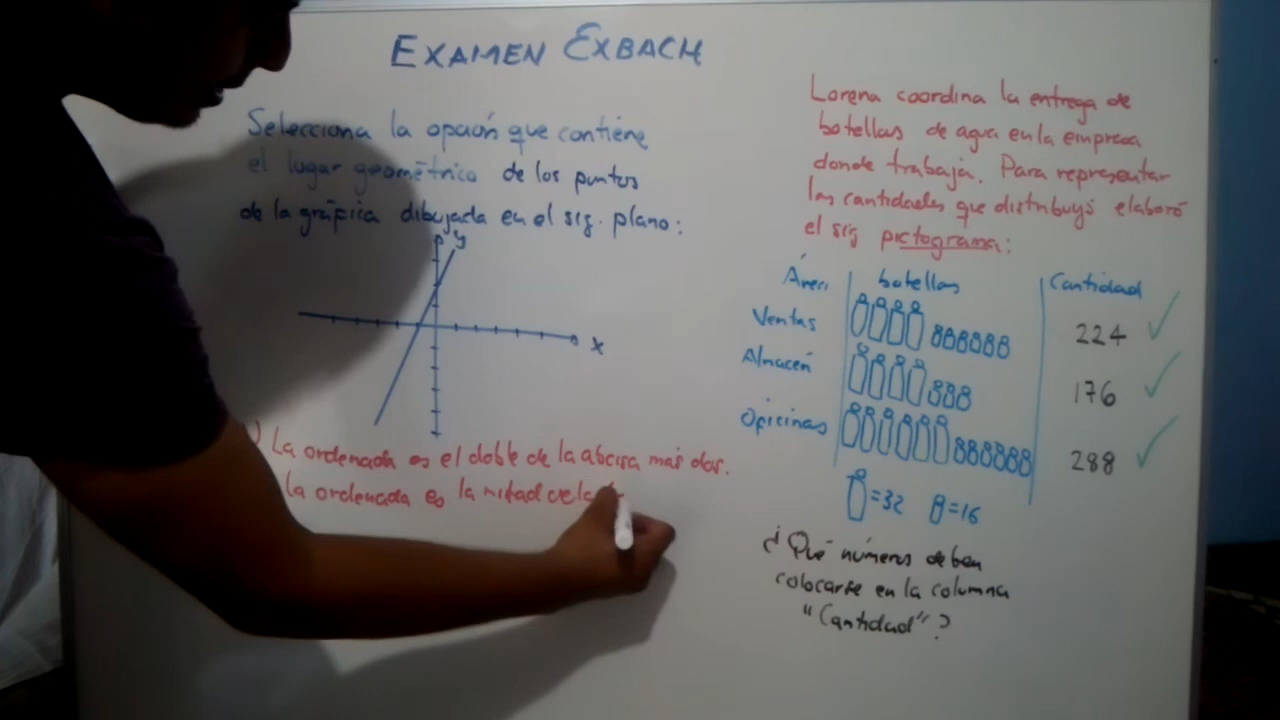 EXAMEN EXBACH
Selecciona la opción que contiene
el lugar geométrico de los puntos
de la gráfica dibujada en el sig. plano:
y
x
) La ordenada es el doble de la abcisa más dos.
la ordenada es la mitad de la
Lorena coordina la entrega de
botellas de agua en la empresa
donde trabaja. Para representar
las cantidades que distribuyó elaboró
el sig pictograma:
Área botellas Cantidad
Ventas 224
Almacén 176
Oficinas 288
=32 =16
¿Qué números deben
colocarse en la columna
"Cantidad"?